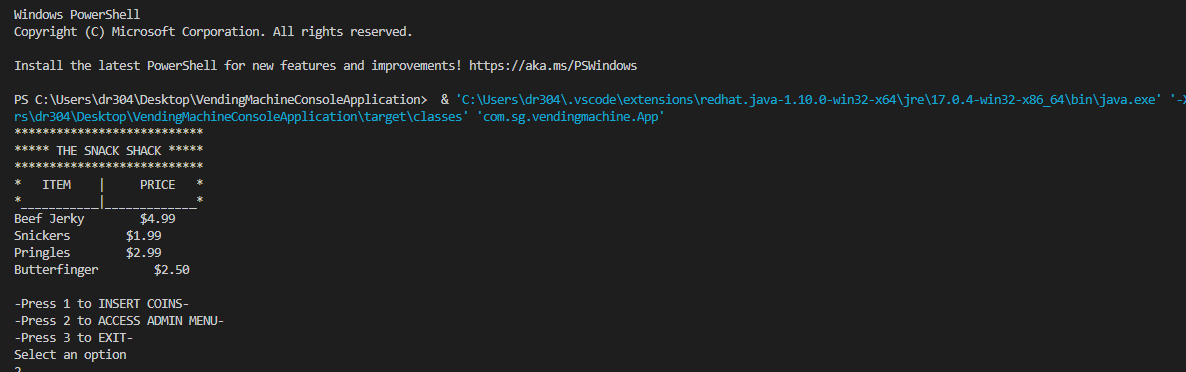 Windows PowerShell
Copyright (C) Microsoft Corporation. All rights reserved.
Install the latest PowerShell for new features and improvements! https://aka.ms/PSWindows
PS C:\Users\dr304\Desktop\VendingMachineConsoleApplication>  & 'C:\Users\dr304\.vscode\extensions\redhat.java-1.10.0-win32-x64\jre\17.0.4-win32-x86_64\bin\java.exe' '-X
rs\dr304\Desktop\VendingMachineConsoleApplication\target\classes' 'com.sg.vendingmachine.App'
***************************
***** THE SNACK SHACK *****
***************************
*   ITEM    |     PRICE   *
*___________|_____________*
Beef Jerky        $4.99
Snickers        $1.99
Pringles        $2.99
Butterfinger        $2.50
-Press 1 to INSERT COINS-
-Press 2 to ACCESS ADMIN MENU-
-Press 3 to EXIT-
Select an option
2